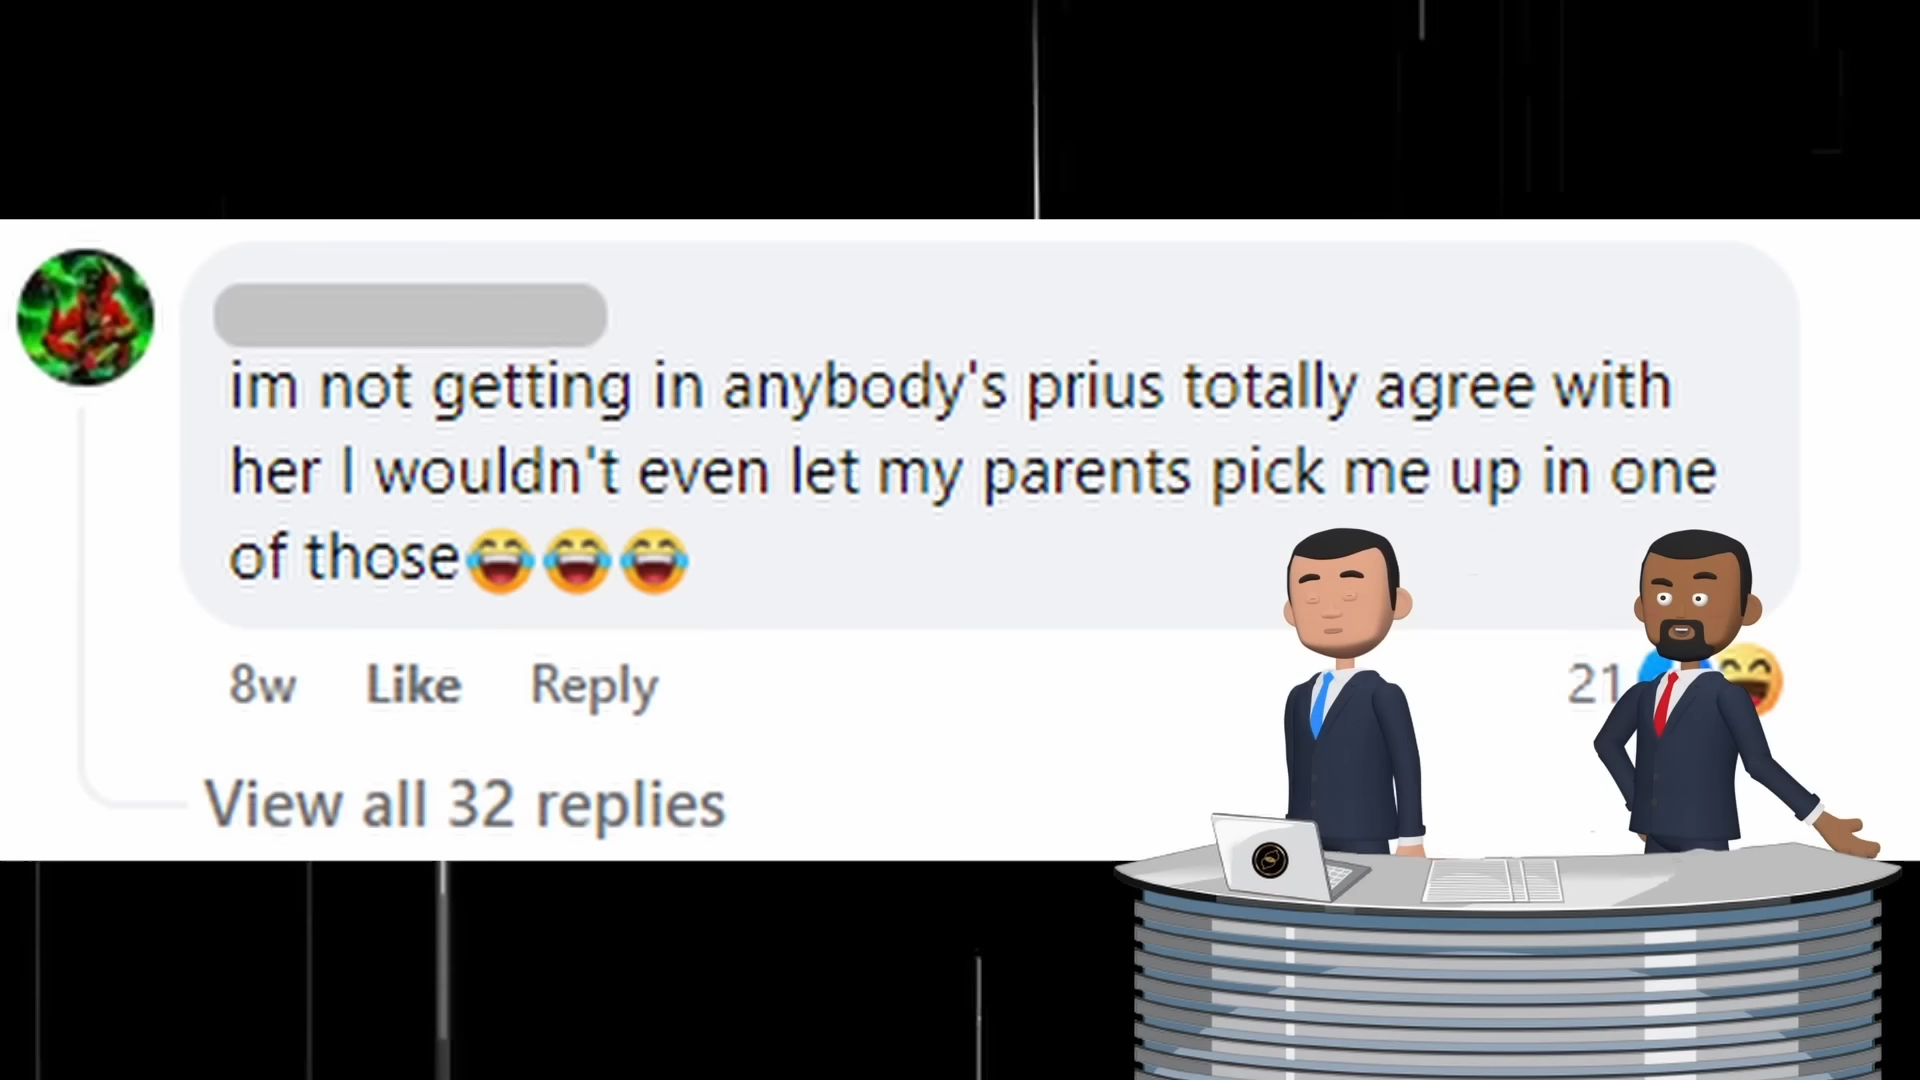 im not getting in anybody's prius totally agree with
her I wouldn't even let my parents pick me up in one
of those😂😂😂
8w Like Reply 21
View all 32 replies